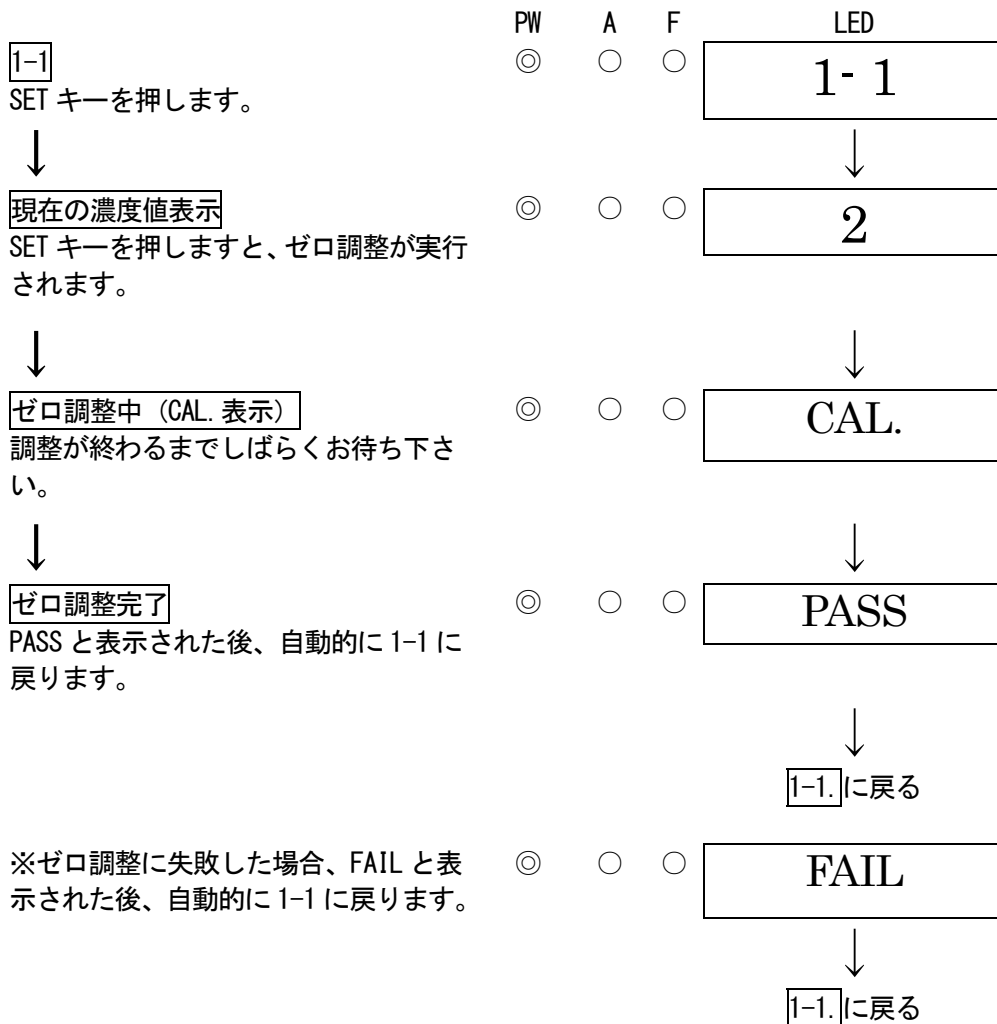 PW A F LED
1-1 ◎ ○ ○ 1- 1
SET キーを押します。
↓ ↓
現在の濃度値表示 ◎ ○ ○ 2
SET キーを押しますと、ゼロ調整が実行
されます。
↓ ↓
ゼロ調整中 (CAL. 表示) ◎ ○ ○ CAL.
調整が終わるまでしばらくお待ち下さ
い。
↓ ↓
ゼロ調整完了 ◎ ○ ○ PASS
PASS と表示された後、自動的に 1-1 に
戻ります。
↓
1-1. に戻る
※ゼロ調整に失敗した場合、FAIL と表 ◎ ○ ○ FAIL
示された後、自動的に 1-1 に戻ります。
↓
1-1. に戻る